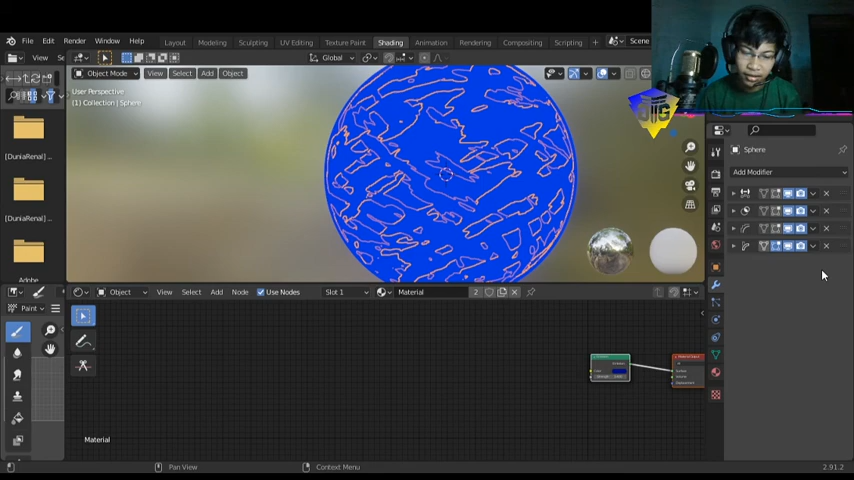 File Edit Render Window Help Layout Modeling Sculpting UV Editing Texture Paint Shading Animation Rendering Compositing Scripting + Scene
Object Mode View Select Add Object Global
User Perspective
(1) Collection | Sphere
[DuniaRenal] ...
[DuniaRenal] ...
Adobe
Sphere
Add Modifier
Object View Select Add Node Use Nodes Slot 1 Material 2
Paint
Material
Pan View
Context Menu
2.91.2